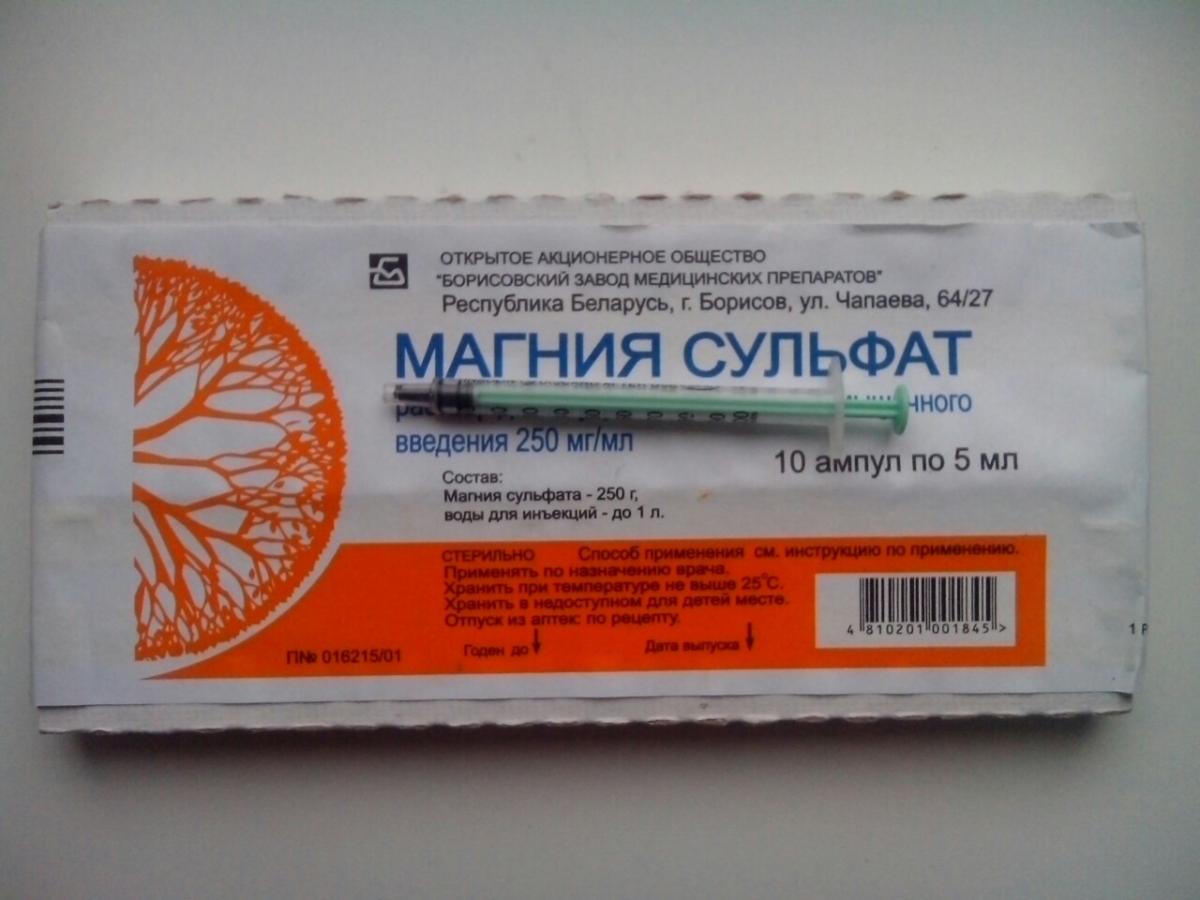 ОТКРЫТОЕ АКЦИОНЕРНОЕ ОБЩЕСТВО
"БОРИСОВСКИЙ ЗАВОД МЕДИЦИНСКИХ ПРЕПАРАТОВ"
Республика Беларусь, г. Борисов, ул. Чапаева, 64/27
МАГНИЯ СУЛЬФАТ
введения 250 мг/мл
10 ампул по 5 мл
Состав:
Магния сульфата - 250 г,
воды для инъекций - до 1 л.
СТЕРИЛЬНО Способ применения см. инструкцию по применению.
Применять по назначению врача.
Хранить при температуре не выше 25°С.
Хранить в недоступном для детей месте.
Отпуск из аптек: по рецепту.
П№ 016215/01 Годен до Дата выпуска
4 810201 001845 >